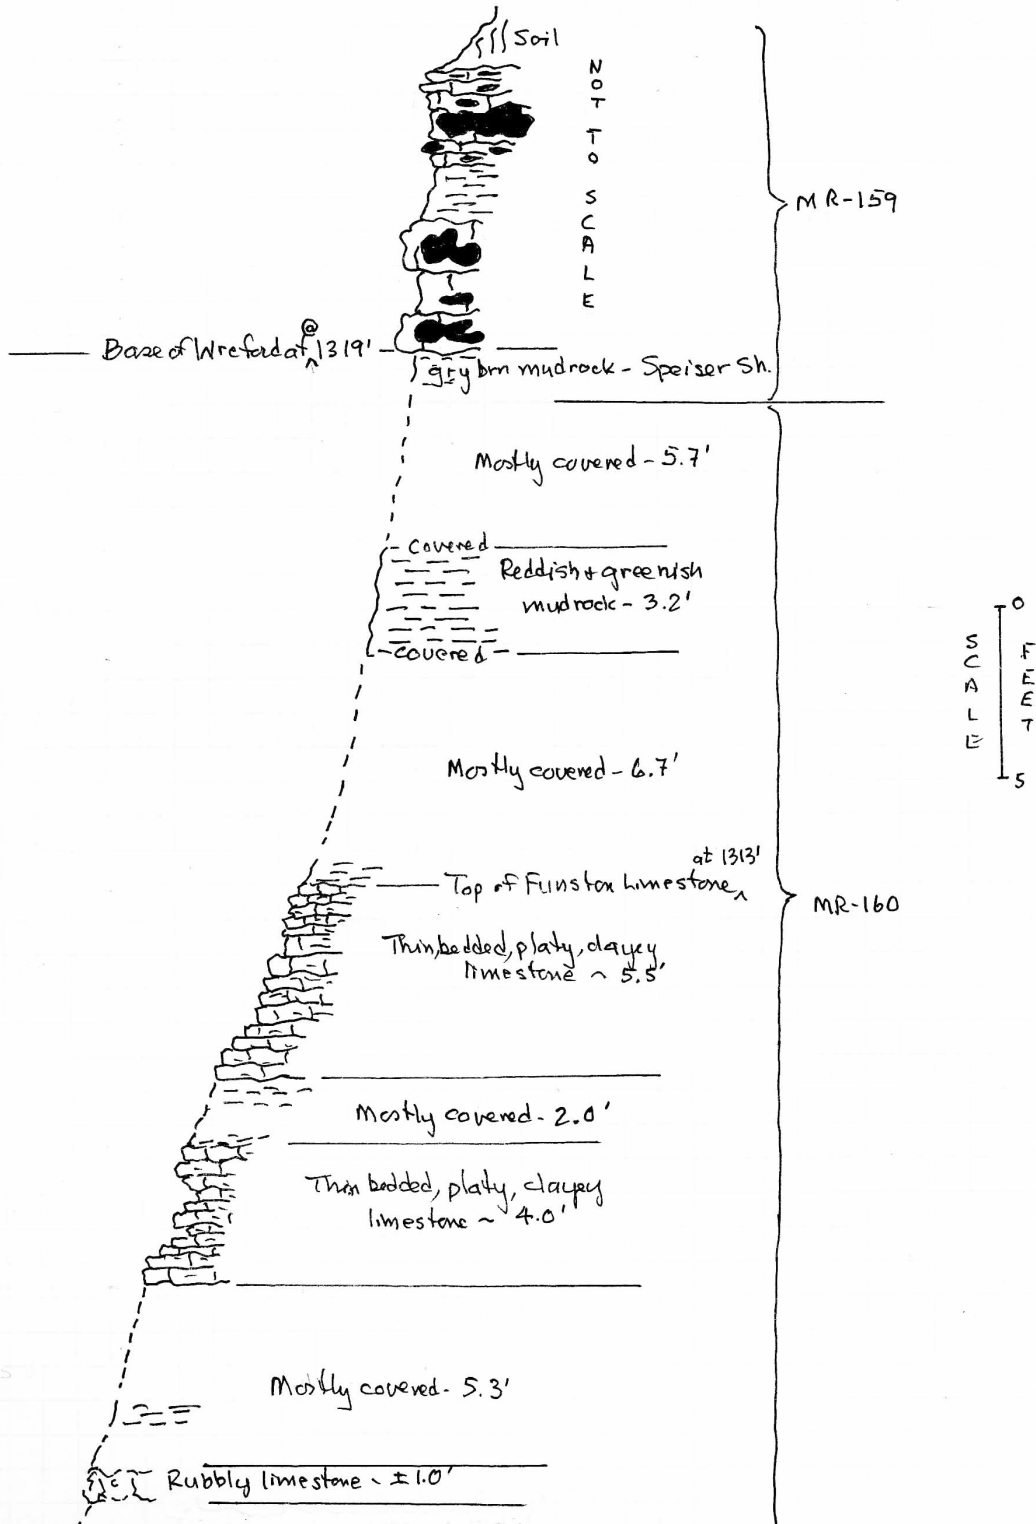 Soil
NOT TO SCALE
MR-159
Base of Wreford at @ 1319'
gry brn mudrock - Speiser Sh.
Mostly covered - 5.7'
covered
Reddish + greenish
mudrock - 3.2'
covered
0
SCALE
FEET
5
Mostly covered - 6.7'
at 1313'
Top of Funston Limestone
MR-160
Thin, bedded, platy, clayey
limestone ~ 5.5'
Mostly covered - 2.0'
Thin bedded, platy, clayey
limestone ~ 4.0'
Mostly covered - 5.3'
Rubbly limestone ~ ±1.0'